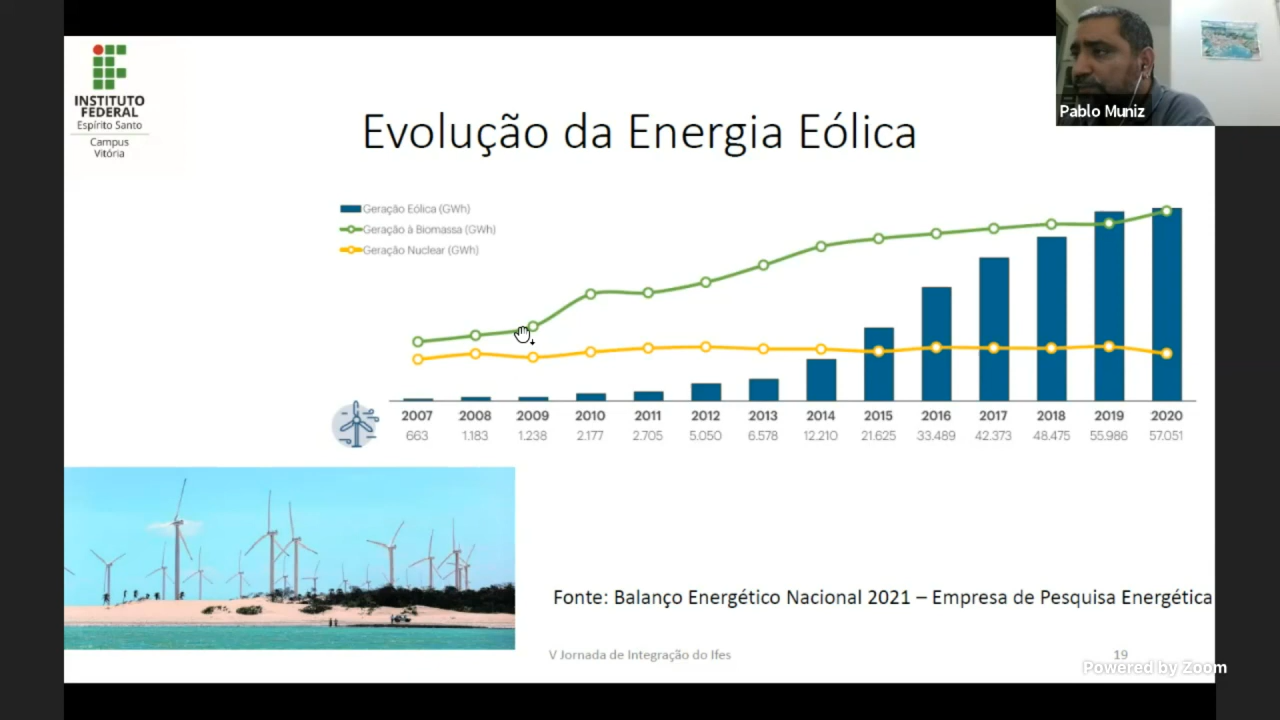 INSTITUTO
FEDERAL
Espírito Santo
Campus
Vitória
Pablo Muniz
Evolução da Energia Eólica
Geração Eólica (GWh)
Geração à Biomassa (GWh)
Geração Nuclear (GWh)
2007 2008 2009 2010 2011 2012 2013 2014 2015 2016 2017 2018 2019 2020
663 1.183 1.238 2.177 2.705 5.050 6.578 12.210 21.625 33.489 42.373 48.475 55.986 57.051
Fonte: Balanço Energético Nacional 2021 – Empresa de Pesquisa Energética
V Jornada de Integração do Ifes 19
Powered by Zoom